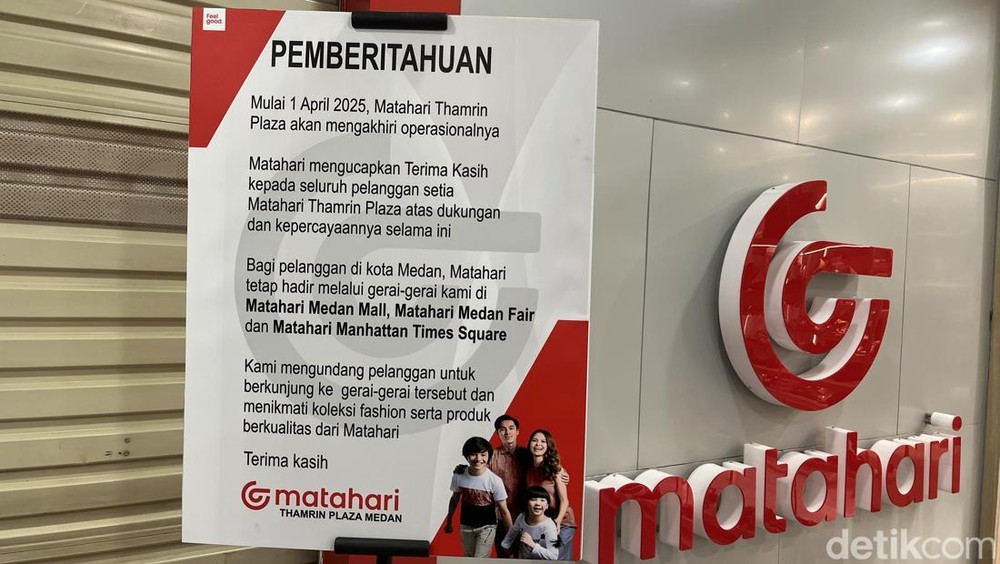 Feel
good.
PEMBERITAHUAN
Mulai 1 April 2025, Matahari Thamrin
Plaza akan mengakhiri operasionalnya
Matahari mengucapkan Terima Kasih
kepada seluruh pelanggan setia
Matahari Thamrin Plaza atas dukungan
dan kepercayaannya selama ini
Bagi pelanggan di kota Medan, Matahari
tetap hadir melalui gerai-gerai kami di
Matahari Medan Mall, Matahari Medan Fair
dan Matahari Manhattan Times Square
Kami mengundang pelanggan untuk
berkunjung ke gerai-gerai tersebut dan
menikmati koleksi fashion serta produk
berkualitas dari Matahari
Terima kasih
matahari
THAMRIN PLAZA MEDAN
matahari
detikcom